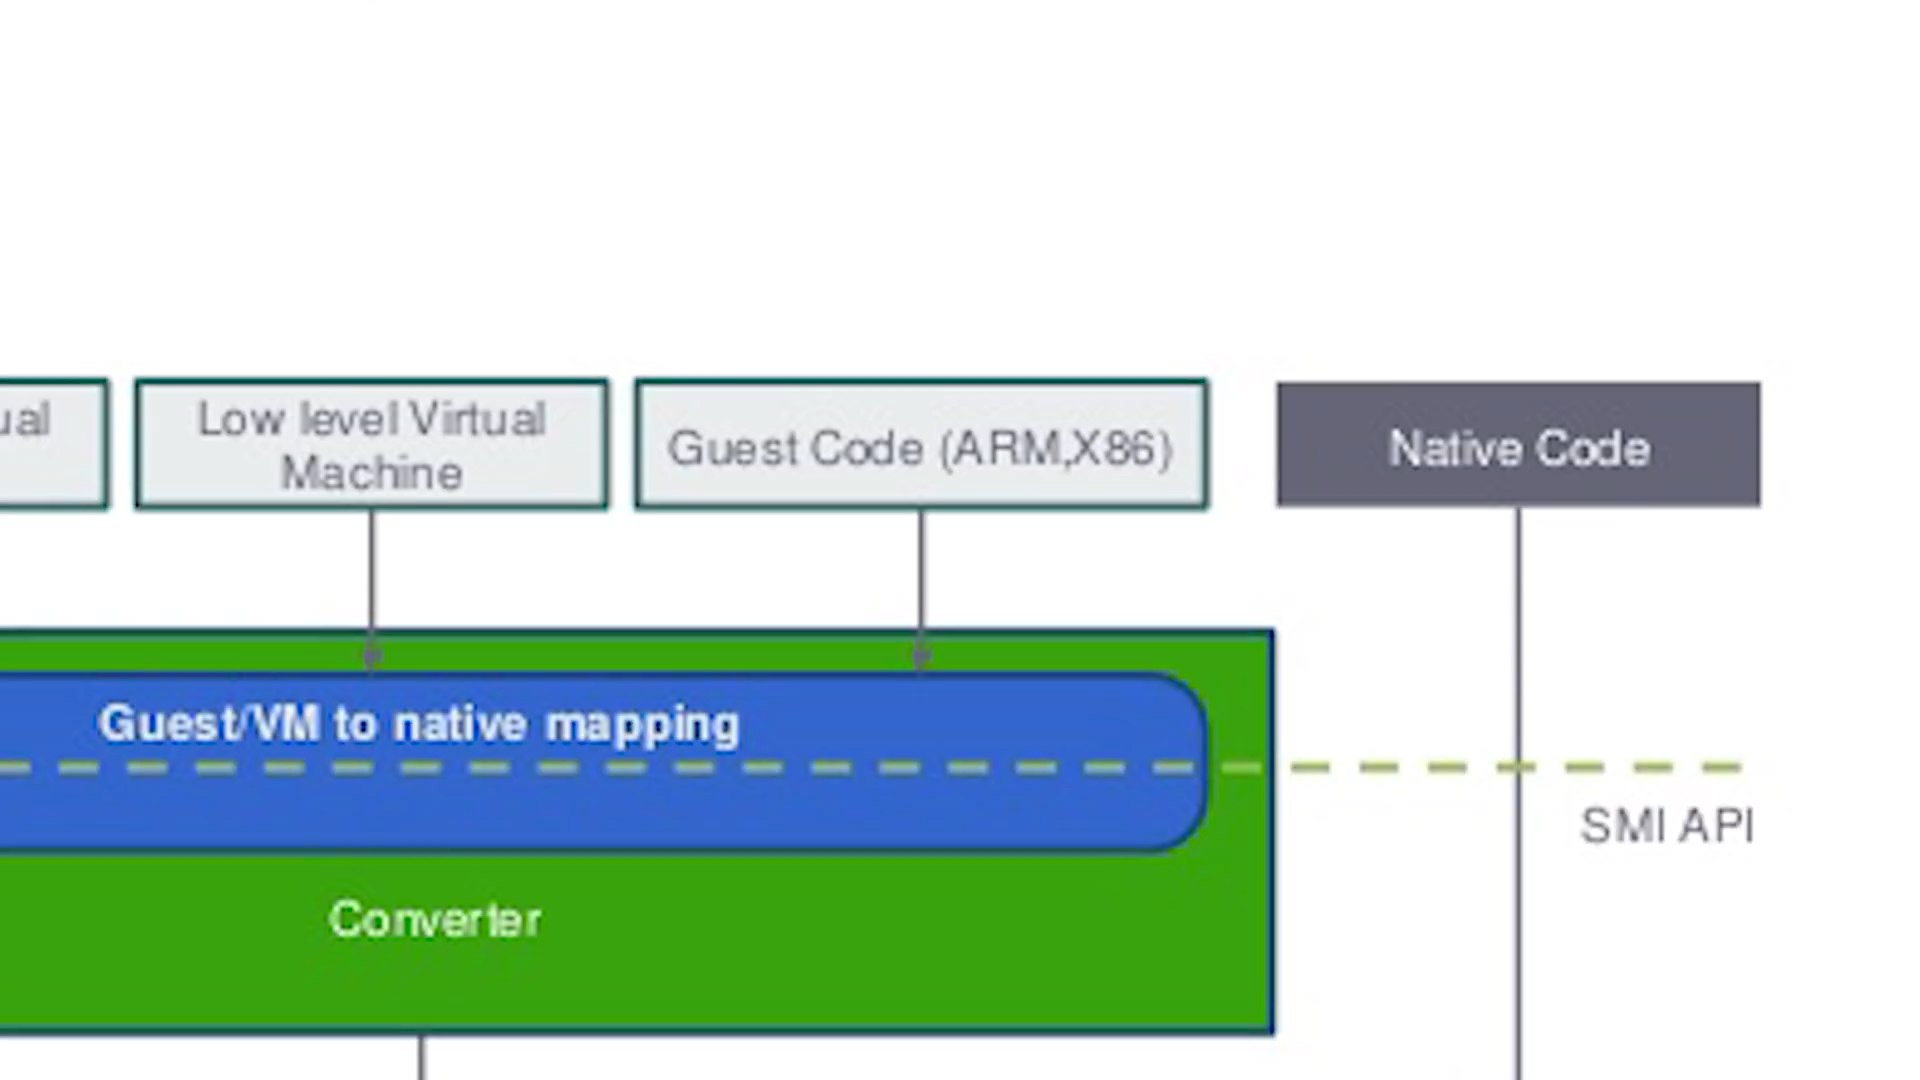 Low level Virtual
Machine
Guest Code (ARM,X86)
Native Code
Guest/VM to native mapping
SMI API
Converter